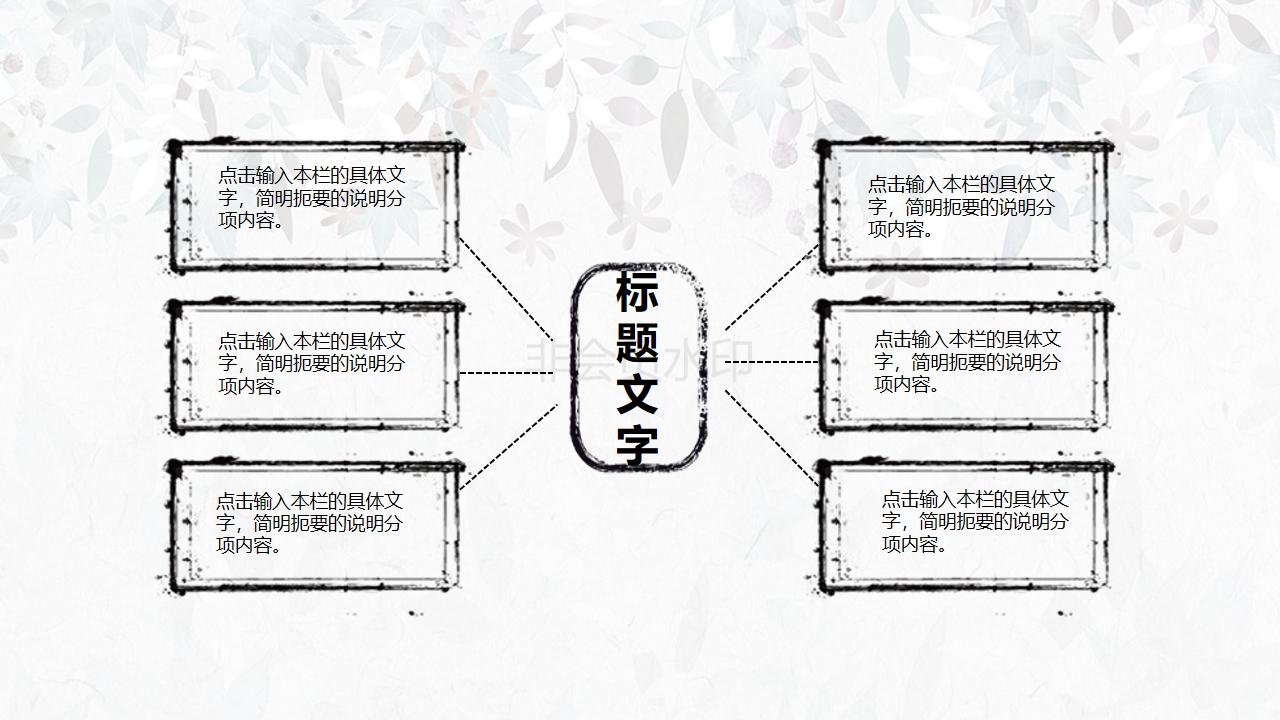 点击输入本栏的具体文
字，简明扼要的说明分
项内容。
点击输入本栏的具体文
字，简明扼要的说明分
项内容。
点击输入本栏的具体文
字，简明扼要的说明分
项内容。
标
题
文
字
非会员水印
点击输入本栏的具体文
字，简明扼要的说明分
项内容。
点击输入本栏的具体文
字，简明扼要的说明分
项内容。
点击输入本栏的具体文
字，简明扼要的说明分
项内容。